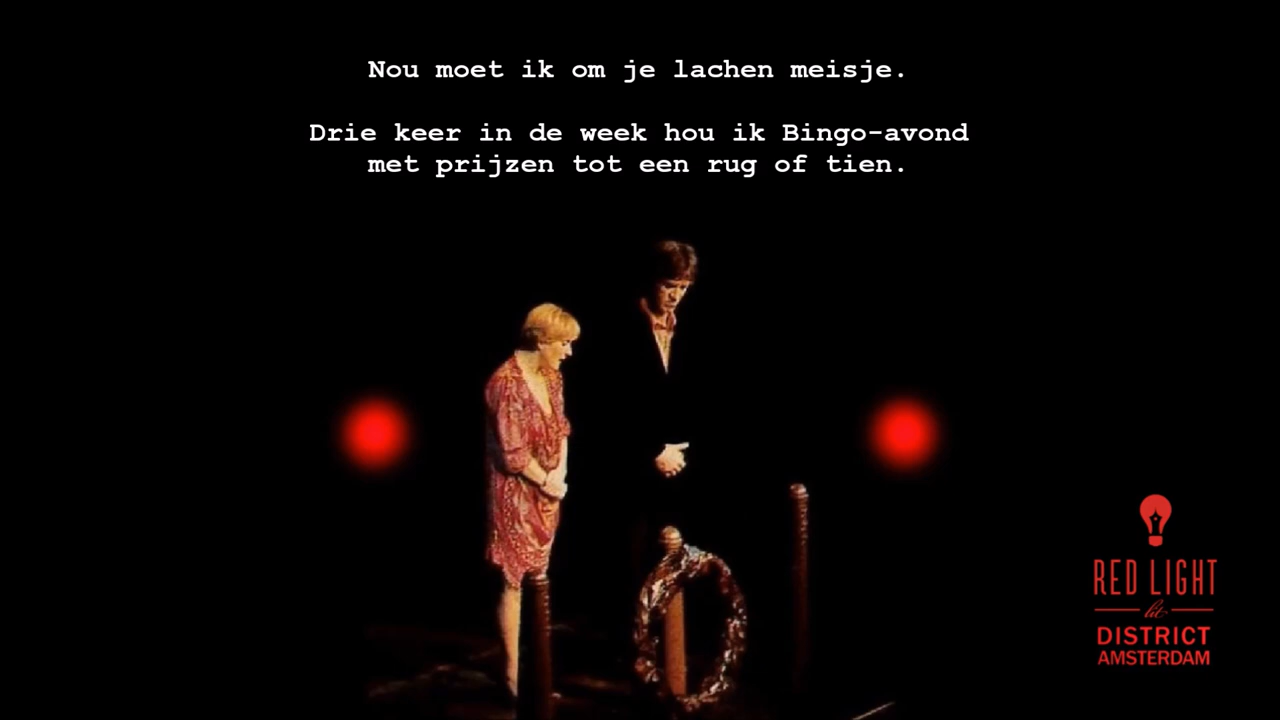 Nou moet ik om je lachen meisje.
Drie keer in de week hou ik Bingo-avond
met prijzen tot een rug of tien.
RED LIGHT
lit
DISTRICT
AMSTERDAM